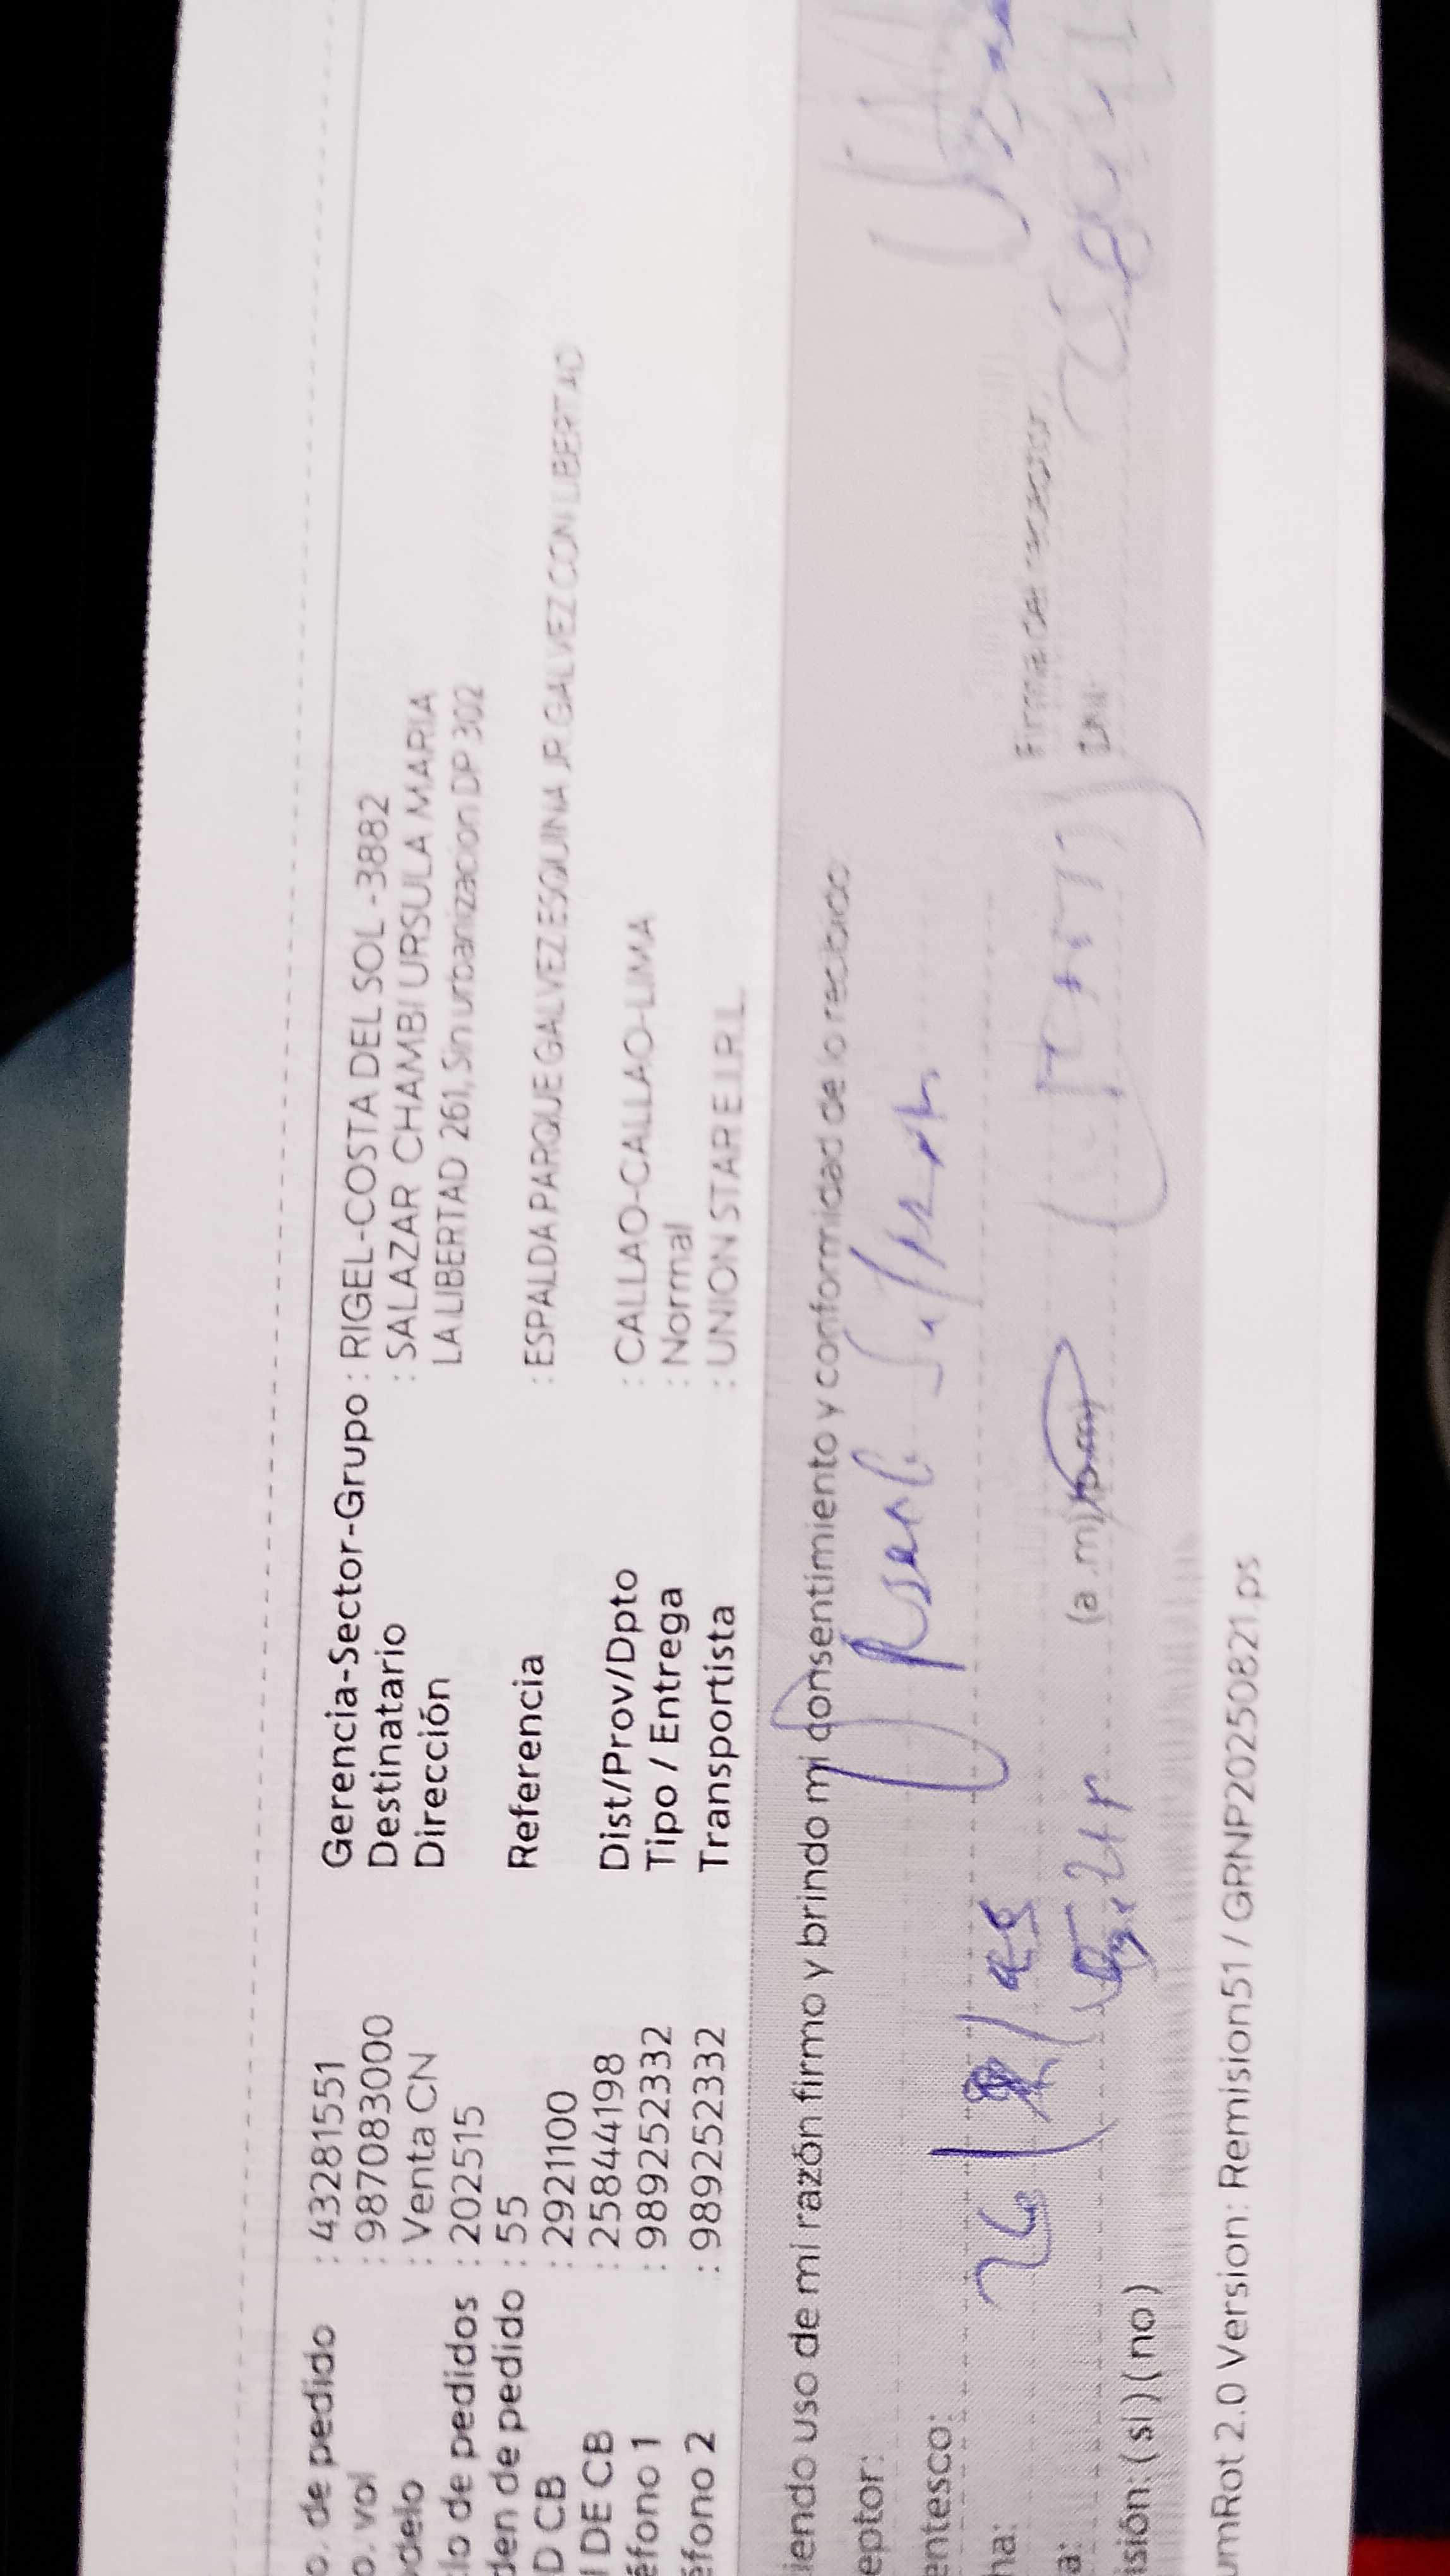 o. de pedido : 43281551
o. vol : 987083000
odelo : Venta CN
lo de pedidos : 202515
den de pedido : 55
D CB : 2921100
I DE CB : 25844198
éfono 1 : 989252332
éfono 2 : 989252332
Gerencia-Sector-Grupo : RIGEL-COSTA DEL SOL -3882
Destinatario : SALAZAR CHAMBI URSULA MARIA
Dirección LA LIBERTAD 261, Sin urbanizacion DP 302
Referencia : ESPALDA PARQUE GALVEZ ESQUINA JR.GALVEZ CON LIBERTAD
Dist/Prov/Dpto : CALLAO-CALLAO-LIMA
Tipo / Entrega : Normal
Transportista : UNION STAR E.I.R.L.
iendo uso de mi razón firmo y brindo mi consentimiento y conformidad de lo recibido
eptor:
entesco:
ha:
a: (a .m)(p.m)
isión: ( si ) ( no )
Firma del receptor
DNI:
umRot 2.0 Version: Remision51 / GRNP20250821.ps